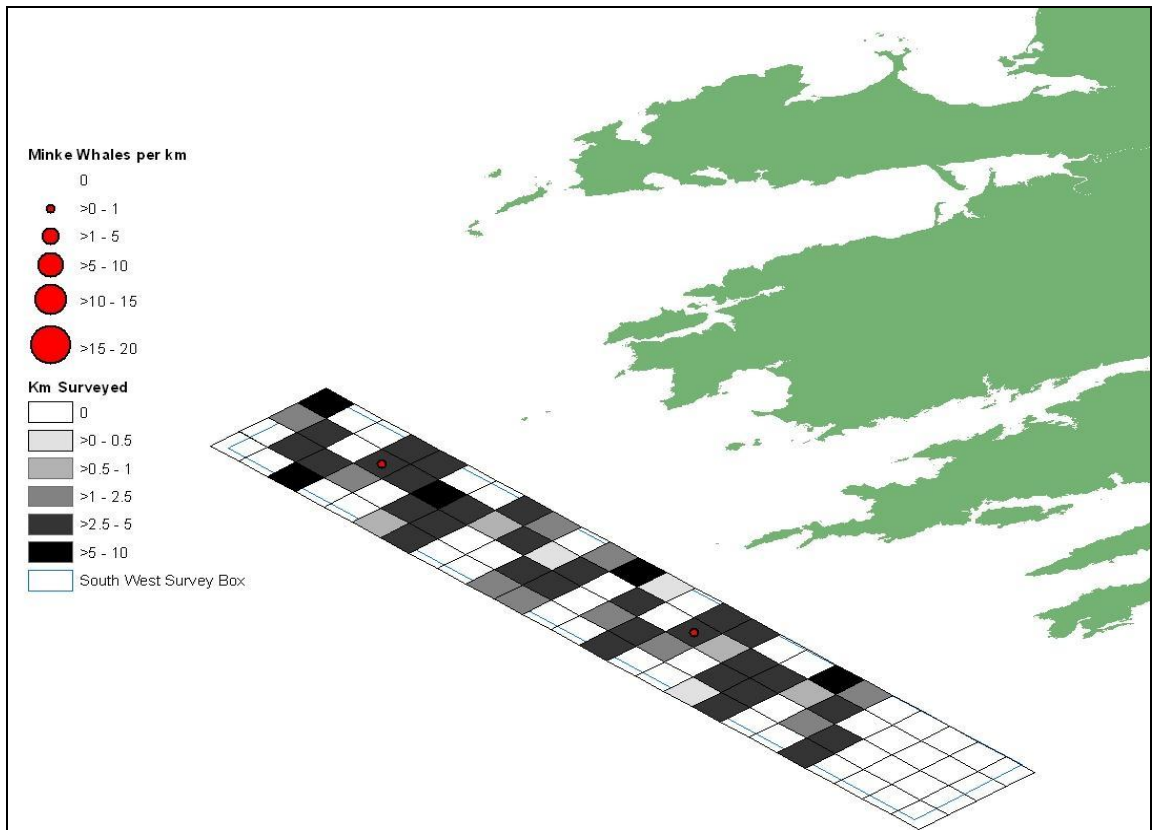 Minke Whales per km
0
>0 - 1
>1 - 5
>5 - 10
>10 - 15
>15 - 20
Km Surveyed
0
>0 - 0.5
>0.5 - 1
>1 - 2.5
>2.5 - 5
>5 - 10
South West Survey Box